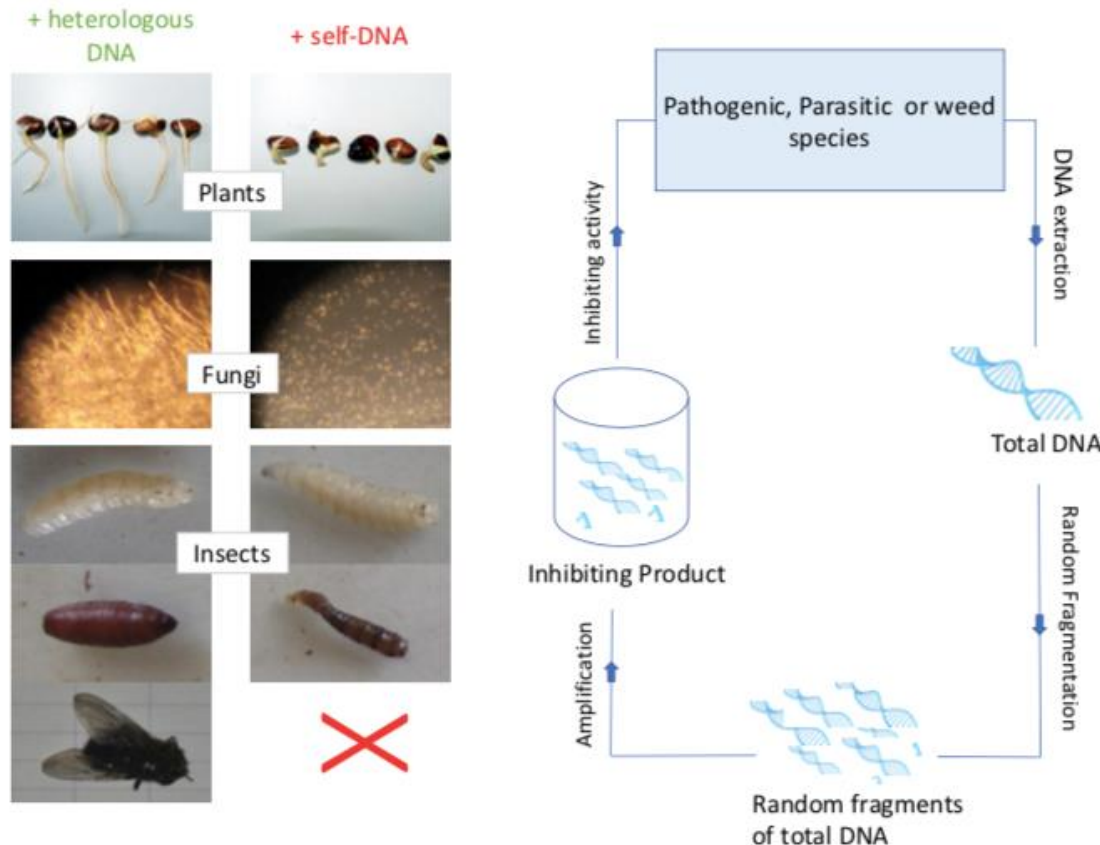 + heterologous
DNA
+ self-DNA
Plants
Fungi
Insects
Pathogenic, Parasitic or weed
species
DNA extraction
Total DNA
Random Fragmentation
Random fragments
of total DNA
Amplification
Inhibiting Product
Inhibiting activity